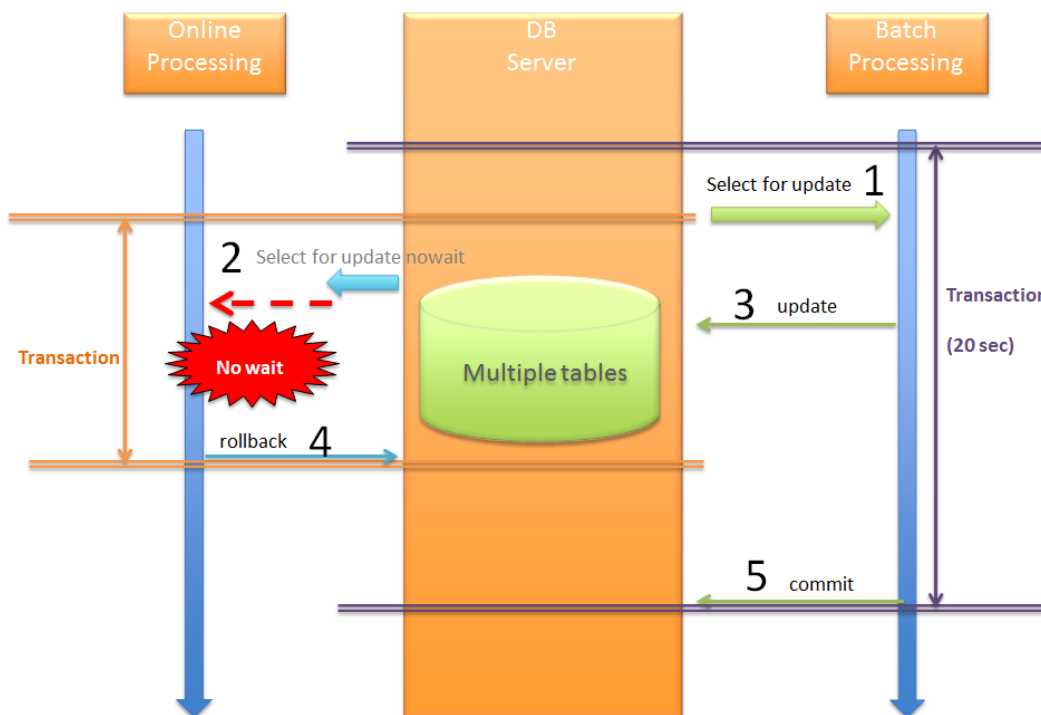 Online
Processing
DB
Server
Batch
Processing
Select for update 1
2 Select for update nowait
3 update
Transaction
(20 sec)
Transaction
No wait
Multiple tables
rollback 4
5 commit